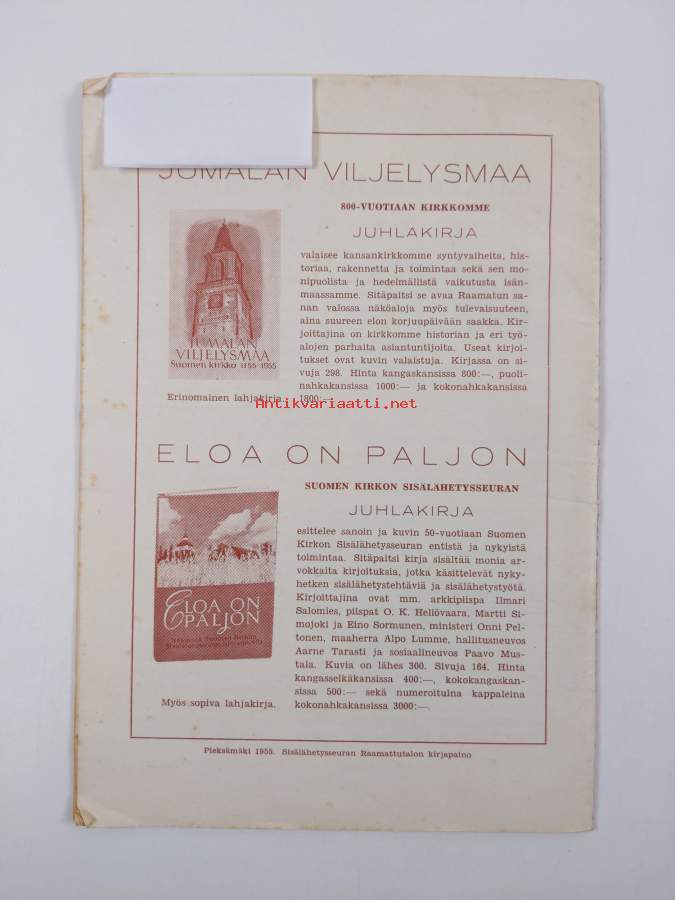 JUMALAN VILJELYSMAA
800-VUOTIAAN KIRKKOMME
JUHLAKIRJA
valaisee kansankirkkomme syntyvaiheita, his-
toriaa, rakennetta ja toimintaa sekä sen mo-
nipuolista ja hedelmällistä vaikutusta isän-
maassamme. Sitäpaitsi se avaa Raamatun sa-
nan valossa näköaloja myös tulevaisuuteen,
aina suureen elon korjuupäivään saakka. Kir-
joittajina on kirkkomme historian ja eri työ-
alojen parhaita asiantuntijoita. Useat kirjoi-
tukset ovat kuvin valaistuja. Kirjassa on si-
vuja 298. Hinta kangaskansissa 800:—, puoli-
nahkakansissa 1000:— ja kokonahkakansissa
1800:—
JUMALAN
VILJELYSMAA
Suomen kirkko 1155-1955
Erinomainen lahjakirja.
Antikvariaatti.net
ELOA ON PALJON
SUOMEN KIRKON SISÄLÄHETYSSEURAN
JUHLAKIRJA
esittelee sanoin ja kuvin 50-vuotiaan Suomen
Kirkon Sisälähetysseuran entistä ja nykyistä
toimintaa. Sitäpaitsi kirja sisältää monia ar-
vokkaita kirjoituksia, jotka käsittelevät nyky-
hetken sisälähetystehtäviä ja sisälähetystyötä.
Kirjoittajina ovat mm. arkkipiispa Ilmari
Salomies, piispat O. K. Heliövaara, Martti Si-
mojoki ja Eino Sormunen, ministeri Onni Pel-
tonen, maaherra Alpo Lumme, hallitusneuvos
Aarne Tarasti ja sosiaalineuvos Paavo Mus-
tala. Kuvia on lähes 300. Sivuja 164. Hinta
kangasselkäkansissa 400:—, kokokangaskan-
sissa 500:— sekä numeroituina kappaleina
kokonahkakansissa 3000:—.
ELOA ON
PALJON
Myös sopiva lahjakirja.
Pieksämäki 1955. Sisälähetysseuran Raamattutalon kirjapaino